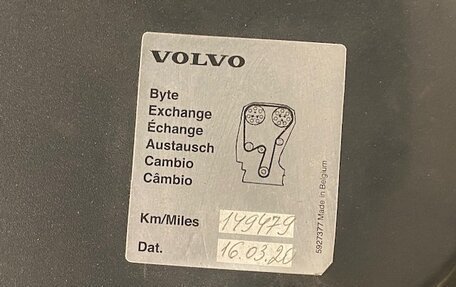 VOLVO
Byte
Exchange
Échange
Austausch
Cambio
Câmbio
Km/Miles 149479
Dat. 16.03.20
5927377 Made in Belgium